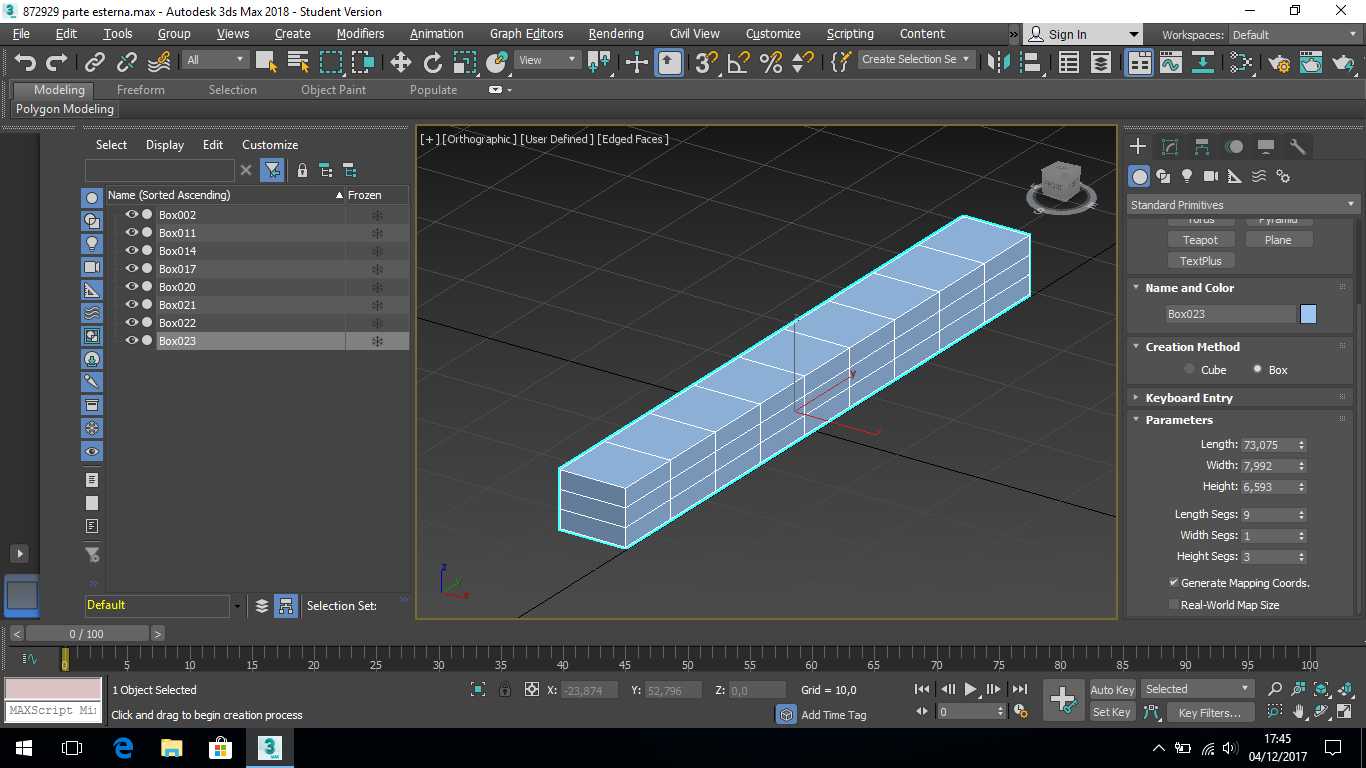 872929 parte esterna.max - Autodesk 3ds Max 2018 - Student Version
File Edit Tools Group Views Create Modifiers Animation Graph Editors Rendering Civil View Customize Scripting Content » Sign In Workspaces: Default
All View Create Selection Se
Modeling Freeform Selection Object Paint Populate
Polygon Modeling
Select Display Edit Customize
Name (Sorted Ascending) Frozen
Box002
Box011
Box014
Box017
Box020
Box021
Box022
Box023
Default Selection Set:
[+] [Orthographic] [User Defined] [Edged Faces]
z
y
x
z
y
x
Standard Primitives
Torus Pyramid
Teapot Plane
TextPlus
Name and Color
Box023
Creation Method
Cube Box
Keyboard Entry
Parameters
Length: 73,075
Width: 7,992
Height: 6,593
Length Segs: 9
Width Segs: 1
Height Segs: 3
Generate Mapping Coords.
Real-World Map Size
< 0 / 100 >
0 5 10 15 20 25 30 35 40 45 50 55 60 65 70 75 80 85 90 95 100
1 Object Selected X: -23,874 Y: 52,796 Z: 0,0 Grid = 10,0 Auto Key Selected
MAXScript Mi Click and drag to begin creation process Add Time Tag 0 Set Key Key Filters...
3 MAX
17:45
04/12/2017